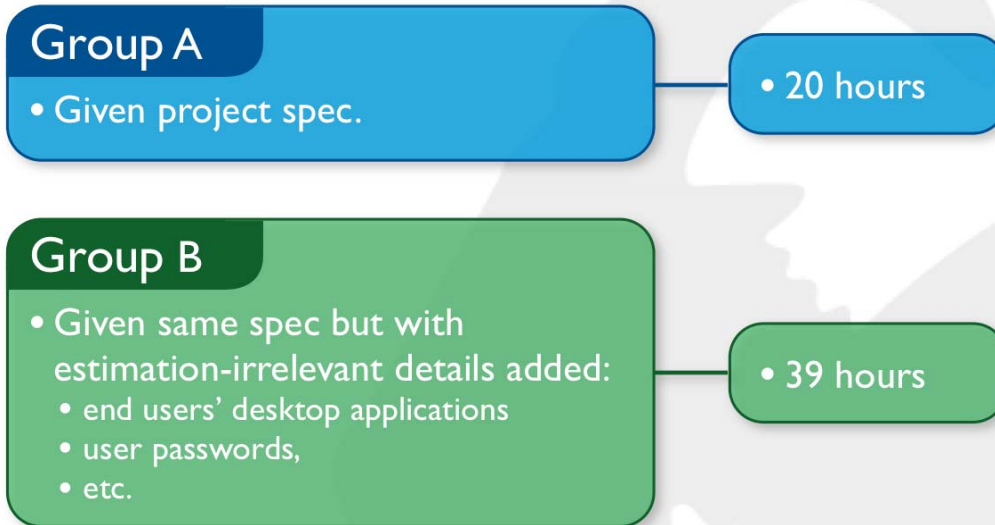 Group A
• Given project spec.
• 20 hours
Group B
• Given same spec but with
estimation-irrelevant details added:
• end users’ desktop applications
• user passwords,
• etc.
• 39 hours